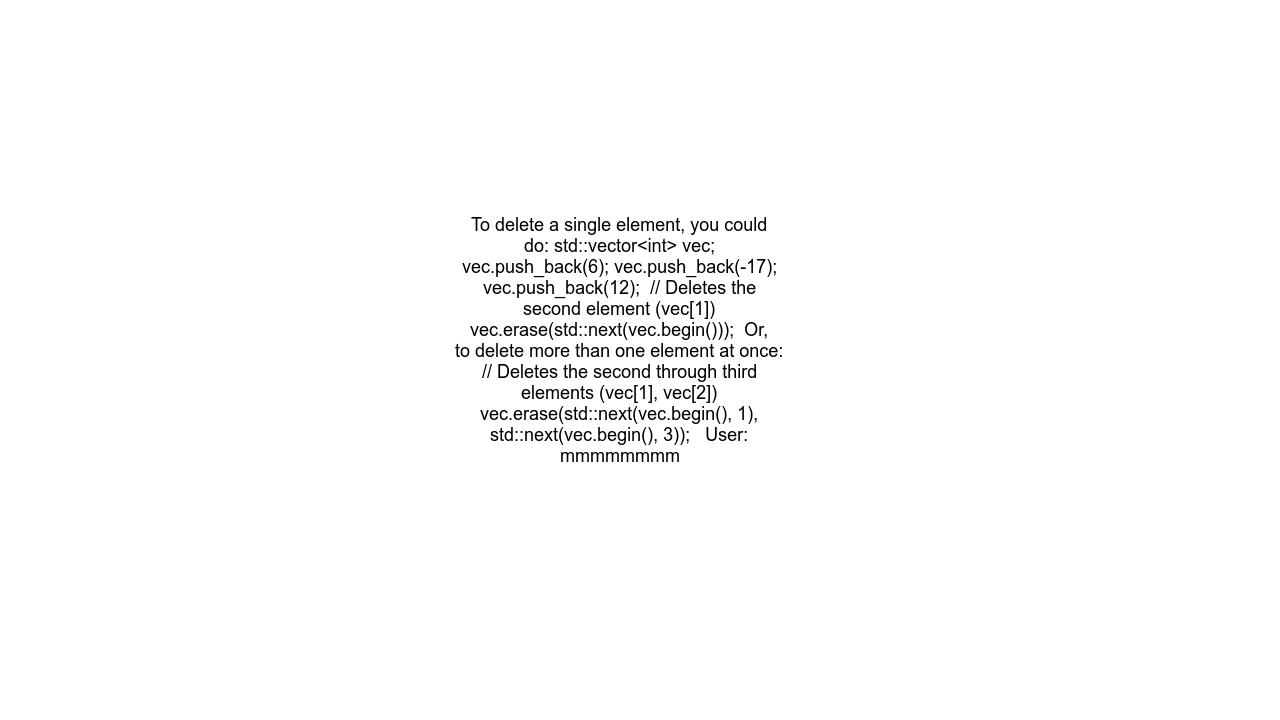 To delete a single element, you could
do: std::vector<int> vec;
vec.push_back(6); vec.push_back(-17);
vec.push_back(12);  // Deletes the
second element (vec[1])
vec.erase(std::next(vec.begin()));  Or,
to delete more than one element at once:
// Deletes the second through third
elements (vec[1], vec[2])
vec.erase(std::next(vec.begin(), 1),
std::next(vec.begin(), 3));   User:
mmmmmmmm